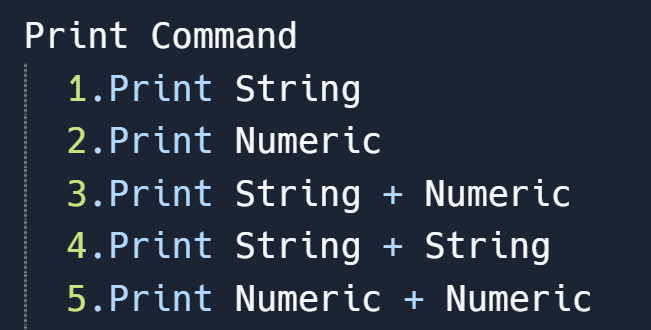 Print Command
1.Print String
2.Print Numeric
3.Print String + Numeric
4.Print String + String
5.Print Numeric + Numeric